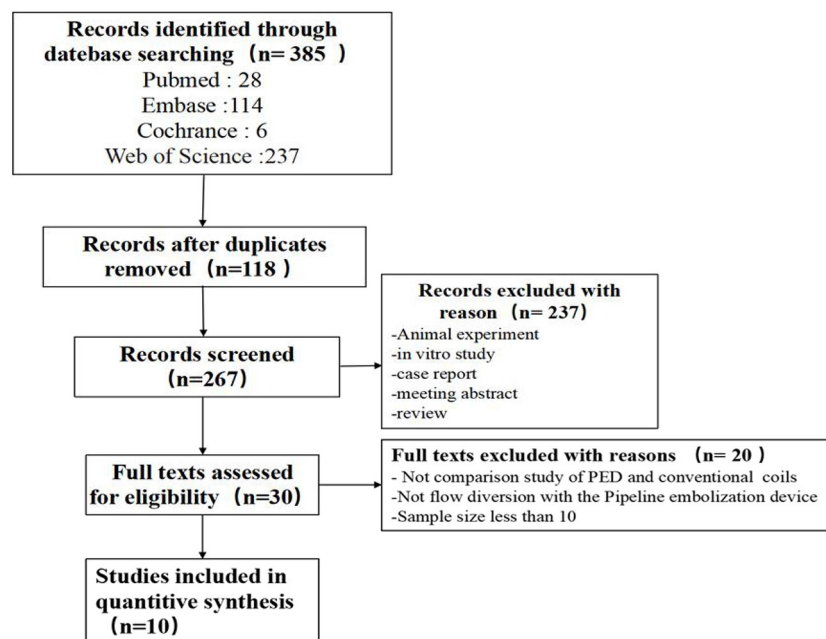 Records identified through
datebase searching (n= 385 )
Pubmed : 28
Embase :114
Cochrance : 6
Web of Science :237
Records after duplicates
removed (n=118 )
Records excluded with
reason (n= 237)
-Animal experiment
-in vitro study
-case report
-meeting abstract
-review
Records screened
(n=267)
Full texts excluded with reasons (n= 20 )
- Not comparison study of PED and conventional coils
-Not flow diversion with the Pipeline embolization device
-Sample size less than 10
Full texts assessed
for eligibility (n=30)
Studies included in
quantitive synthesis
(n=10)